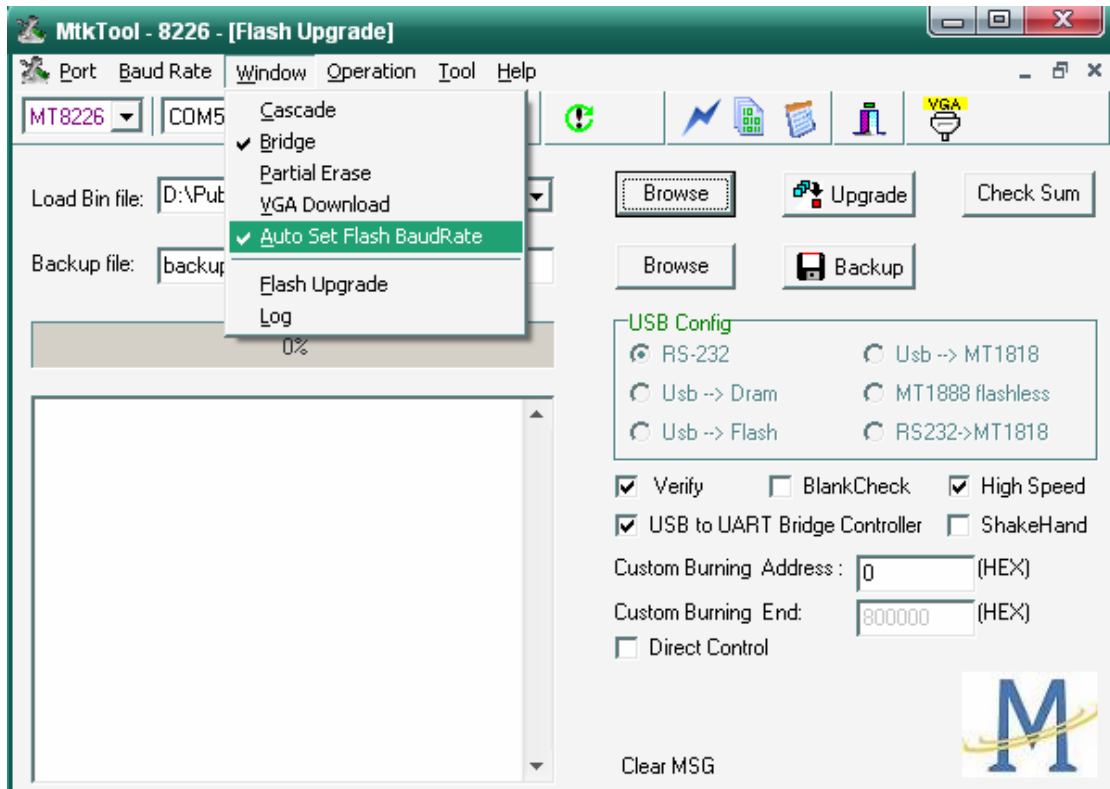 MtkTool - 8226 - [Flash Upgrade]
Port Baud Rate Window Operation Tool Help
MT8226 COM5
VGA
Cascade
Bridge
Partial Erase
VGA Download
Auto Set Flash BaudRate
Flash Upgrade
Log
Load Bin file: D:\Pub
Browse Upgrade Check Sum
Backup file: backup
Browse Backup
0%
USB Config
RS-232 Usb --> MT1818
Usb --> Dram MT1888 flashless
Usb --> Flash RS232->MT1818
Verify BlankCheck High Speed
USB to UART Bridge Controller ShakeHand
Custom Burning Address : 0 (HEX)
Custom Burning End: 800000 (HEX)
Direct Control
M
Clear MSG